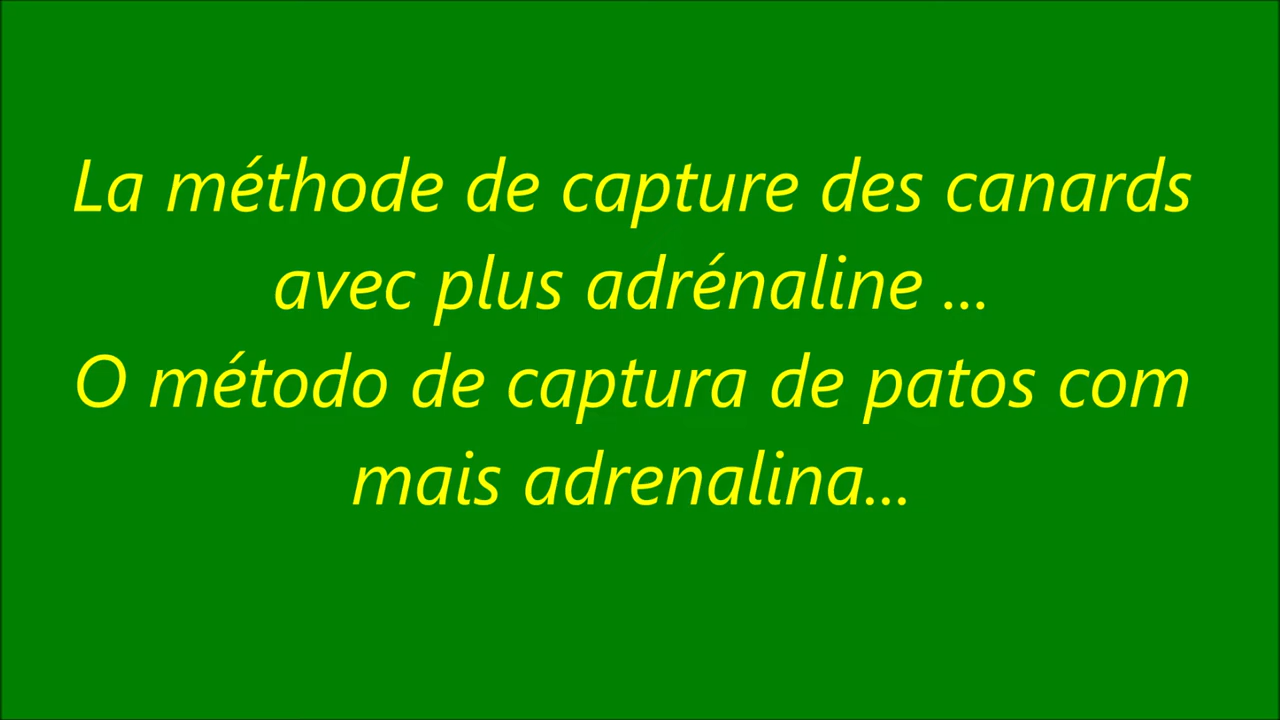 La méthode de capture des canards
avec plus adrénaline ...
O método de captura de patos com
mais adrenalina...